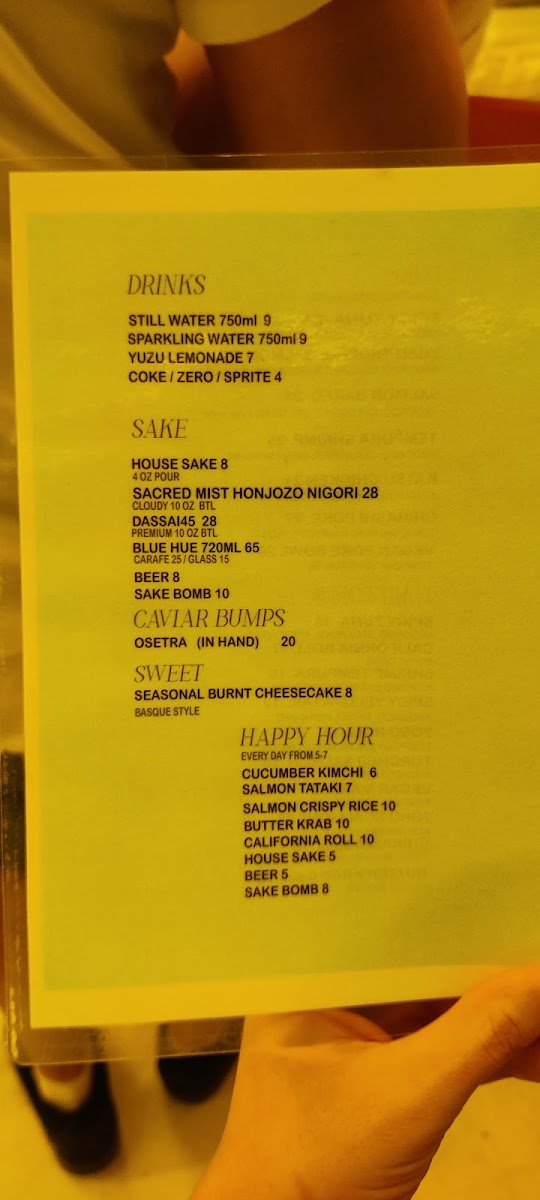 DRINKS
STILL WATER 750ml 9
SPARKLING WATER 750ml 9
YUZU LEMONADE 7
COKE / ZERO / SPRITE 4
SAKE
HOUSE SAKE 8
4 OZ POUR
SACRED MIST HONJOZO NIGORI 28
CLOUDY 10 OZ BTL
DASSAI45 28
PREMIUM 10 OZ BTL
BLUE HUE 720ML 65
CARAFE 25 / GLASS 15
BEER 8
SAKE BOMB 10
CAVIAR BUMPS
OSETRA (IN HAND) 20
SWEET
SEASONAL BURNT CHEESECAKE 8
BASQUE STYLE
HAPPY HOUR
EVERY DAY FROM 5-7
CUCUMBER KIMCHI 6
SALMON TATAKI 7
SALMON CRISPY RICE 10
BUTTER KRAB 10
CALIFORNIA ROLL 10
HOUSE SAKE 5
BEER 5
SAKE BOMB 8